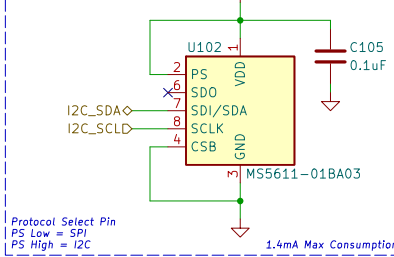 U102
1
VDD
C105
0.1uF
2 PS
6 SDO
I2C_SDA 7 SDI/SDA
I2C_SCL 8 SCLK
4 CSB
GND
3 MS5611-01BA03
Protocol Select Pin
PS Low = SPI
PS High = I2C
1.4mA Max Consumption